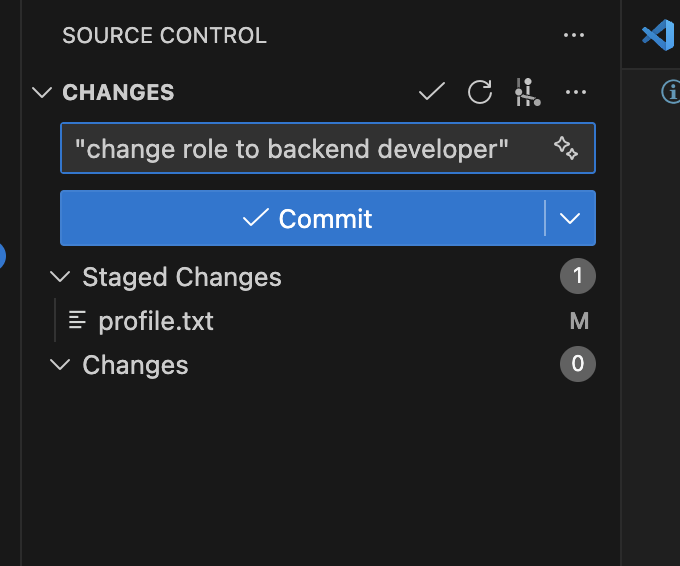 SOURCE CONTROL
CHANGES
"change role to backend developer"
Commit
Staged Changes 1
profile.txt M
Changes 0